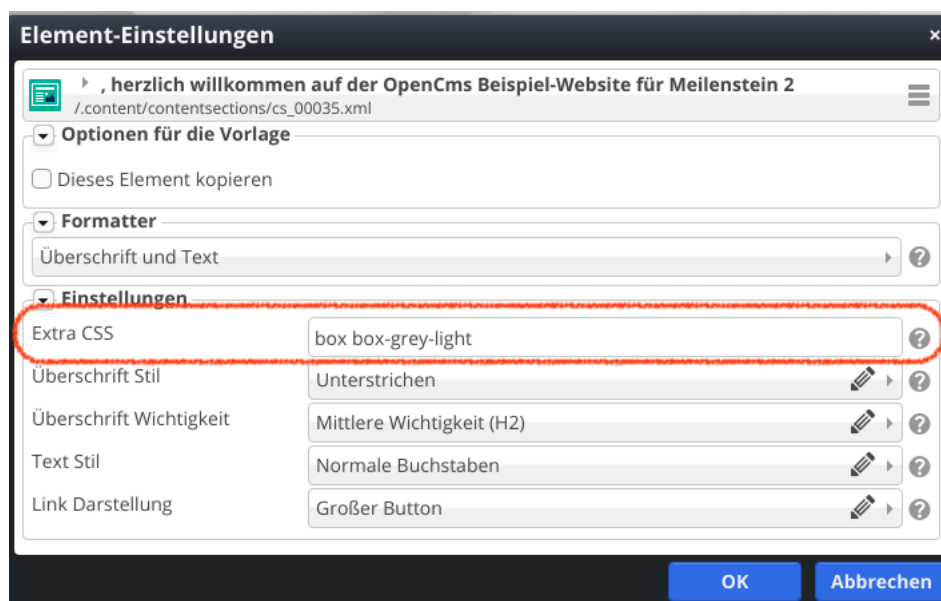 Element-Einstellungen ×
, herzlich willkommen auf der OpenCms Beispiel-Website für Meilenstein 2
/.content/contentsections/cs_00035.xml
Optionen für die Vorlage
Dieses Element kopieren
Formatter
Überschrift und Text ?
Einstellungen
Extra CSS box box-grey-light ?
Überschrift Stil Unterstrichen ?
Überschrift Wichtigkeit Mittlere Wichtigkeit (H2) ?
Text Stil Normale Buchstaben ?
Link Darstellung Großer Button ?
OK Abbrechen